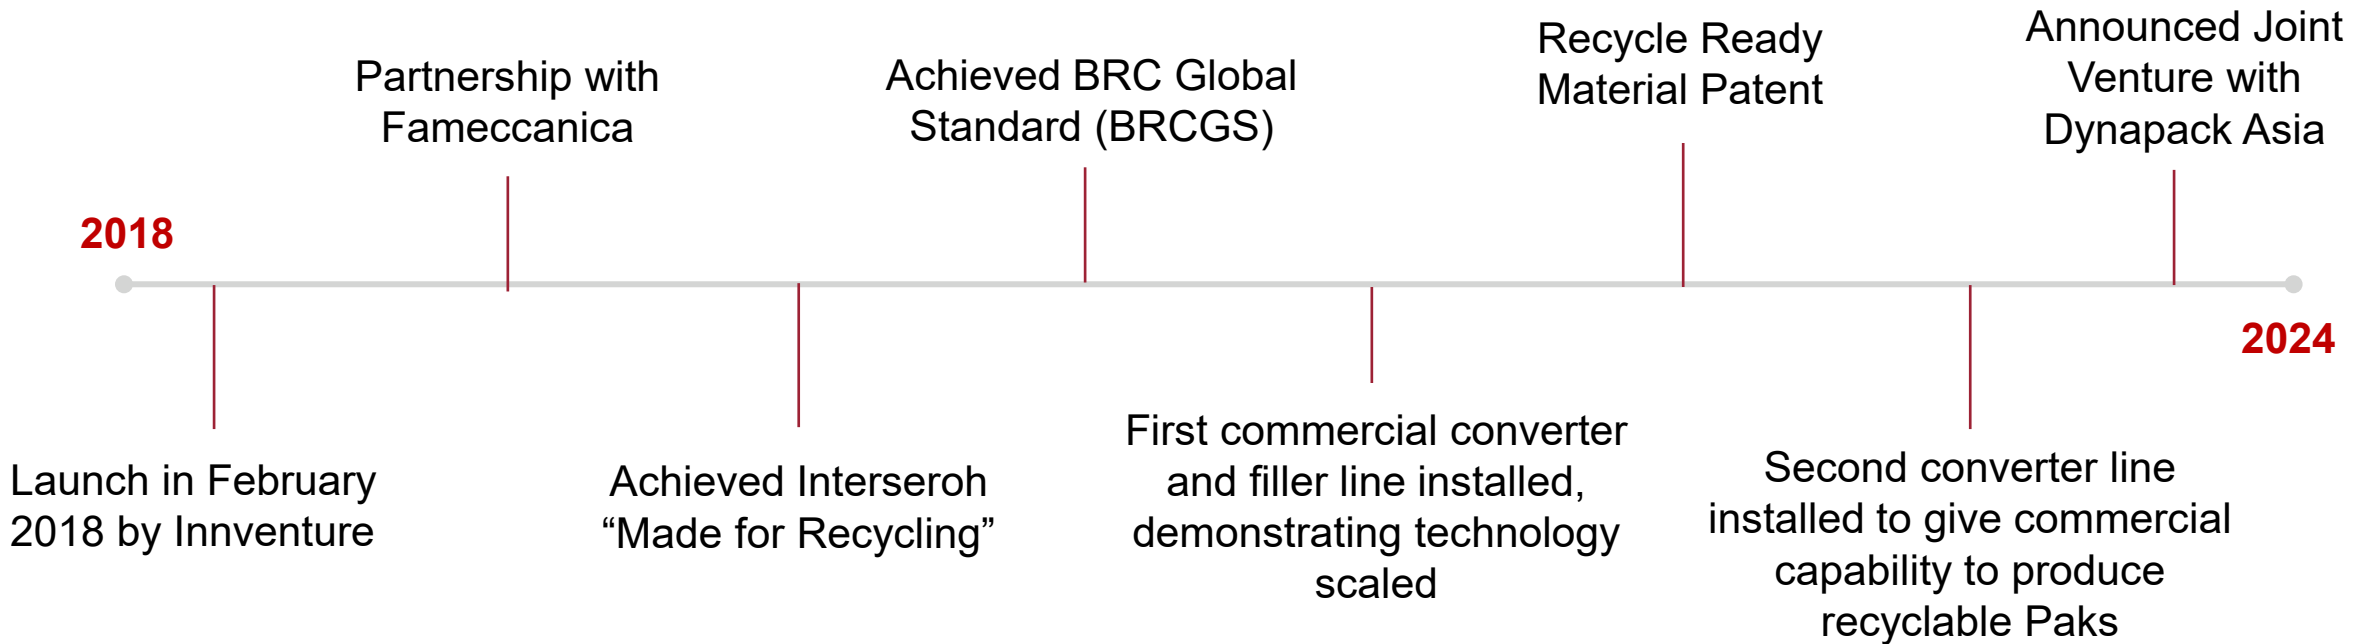 2018
Launch in February
2018 by Innventure
Partnership with
Fameccanica
Achieved Interseroh
“Made for Recycling”
Achieved BRC Global
Standard (BRCGS)
First commercial converter
and filler line installed,
demonstrating technology
scaled
Recycle Ready
Material Patent
Second converter line
installed to give commercial
capability to produce
recyclable Paks
Announced Joint
Venture with
Dynapack Asia
2024